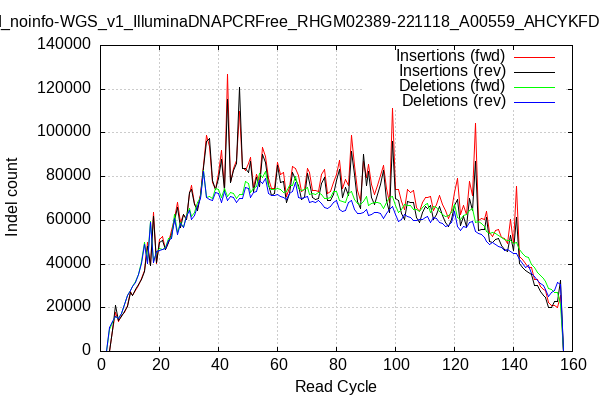 l_noinfo-WGS_v1_IlluminaDNAPCRFree_RHGM02389-221118_A00559_AHCYKFD
Insertions (fwd)
Insertions (rev)
Deletions (fwd)
Deletions (rev)
Indel count
140000
120000
100000
80000
60000
40000
20000
0
0 20 40 60 80 100 120 140 160
Read Cycle